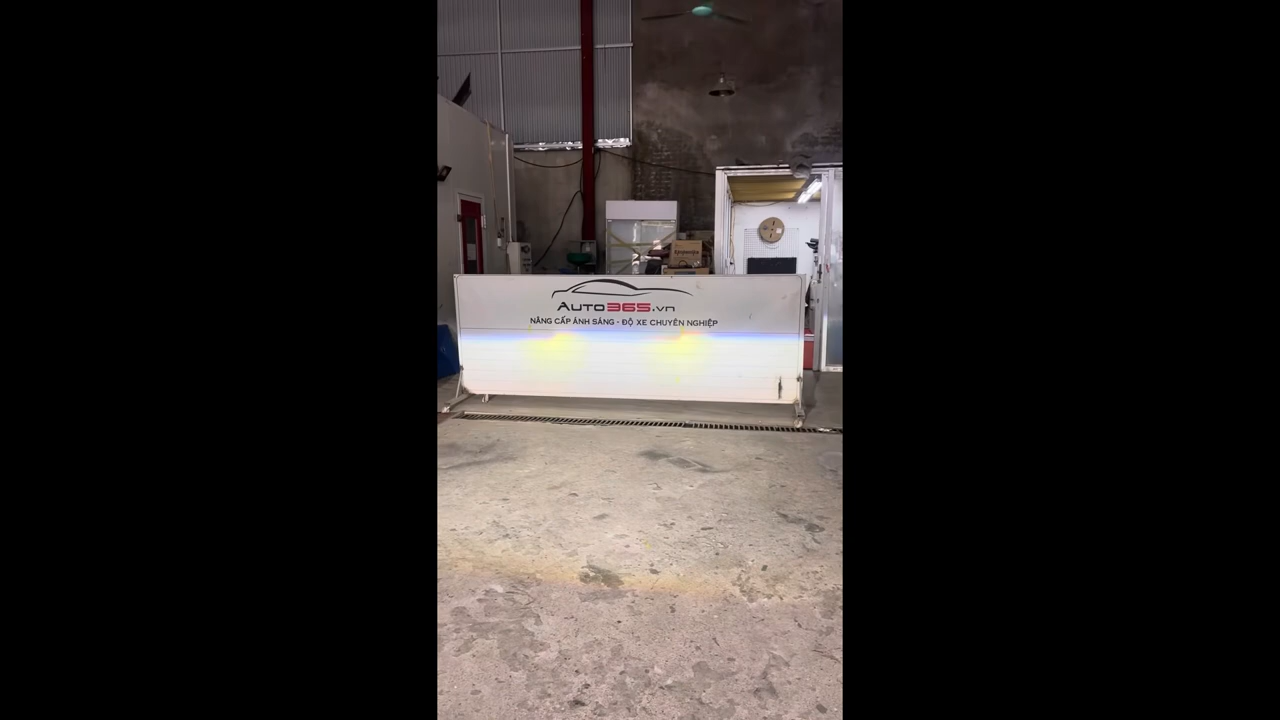 AUTO365.vn
NÂNG CẤP ÁNH SÁNG - ĐỘ XE CHUYÊN NGHIỆP